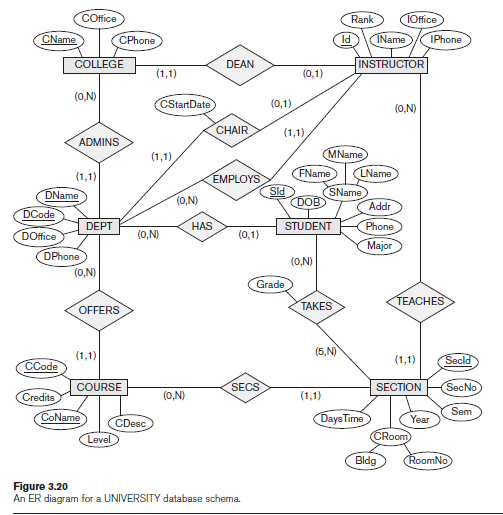 COffice
Rank
IOffice
CName
CPhone
Id
IName
IPhone
COLLEGE
(1,1)
DEAN
(0,1)
INSTRUCTOR
(0,N)
CStartDate
(0,1)
(0,N)
CHAIR
(1,1)
ADMINS
(1,1)
MName
(1,1)
EMPLOYS
FName
LName
DName
(0,N)
SId
SName
DOB
Addr
DCode
DEPT
(0,N)
HAS
(0,1)
STUDENT
Phone
DOffice
Major
DPhone
(0,N)
(0,N)
Grade
OFFERS
TAKES
TEACHES
(1,1)
(5,N)
(1,1)
SecId
CCode
COURSE
(0,N)
SECS
(1,1)
SECTION
SecNo
Credits
Sem
CoName
CDesc
DaysTime
Year
Level
CRoom
Bldg
RoomNo
Figure 3.20
An ER diagram for a UNIVERSITY database schema.